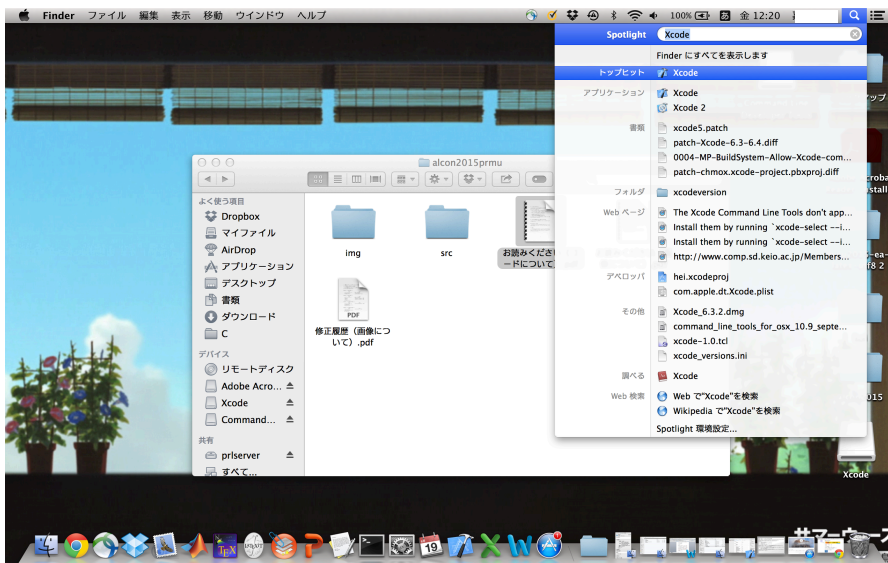 Finder ファイル 編集 表示 移動 ウインドウ ヘルプ
100% 金 12:20
Spotlight Xcode
Finder にすべてを表示します
トップヒット Xcode
アプリケーション Xcode
Xcode 2
書類 xcode5.patch
patch-Xcode-6.3-6.4.diff
0004-MP-BuildSystem-Allow-Xcode-com...
patch-chmox.xcode-project.pbxproj.diff
フォルダ xcodeversion
Web ページ The Xcode Command Line Tools don't app...
Install them by running `xcode-select --i...
Install them by running `xcode-select --i...
http://www.comp.sd.keio.ac.jp/Members...
デベロッパ hei.xcodeproj
com.apple.dt.Xcode.plist
その他 Xcode_6.3.2.dmg
command_line_tools_for_osx_10.9_septe...
xcode-1.0.tcl
xcode_versions.ini
調べる Xcode
Web 検索 Web で"Xcode"を検索
Wikipedia で"Xcode"を検索
Spotlight 環境設定...
alcon2015prmu
よく使う項目
Dropbox
マイファイル
AirDrop
アプリケーション
デスクトップ
書類
ダウンロード
C
デバイス
リモートディスク
Adobe Acro...
Xcode
Command...
共有
prlserver
すべて...
img
src
お読みくださ
ードについて
PDF
修正履歴（画像につ
いて）.pdf
Xcode
19